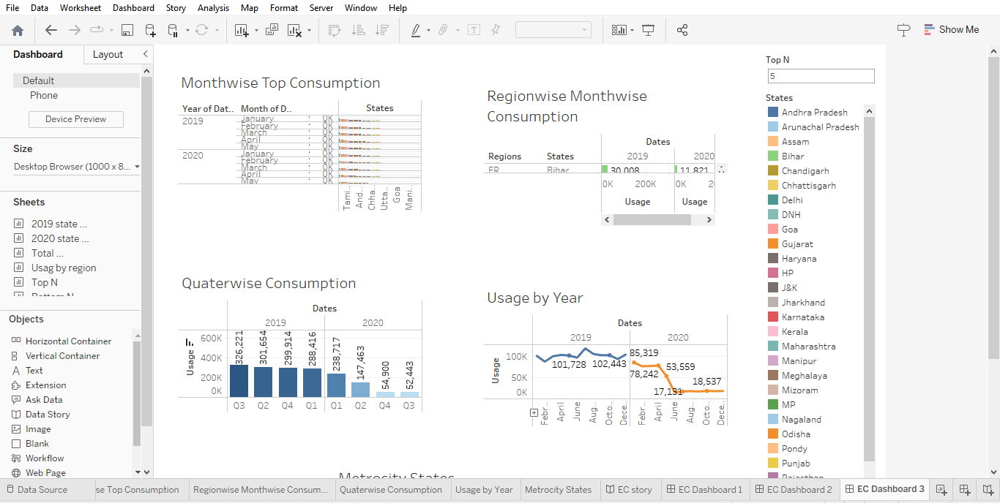 File Data Worksheet Dashboard Story Analysis Map Format Server Window Help
Show Me
Dashboard Layout
Default
Phone
Device Preview
Size
Desktop Browser (1000 x 8...
Sheets
2019 state ...
2020 state ...
Total ...
Usag by region
Top N
Bottom N
Objects
Horizontal Container
Vertical Container
Text
Extension
Ask Data
Data Story
Image
Blank
Workflow
Web Page
Monthwise Top Consumption
Year of Dat.. Month of D.. States
2019 January 0K
February 0K
March 0K
April 0K
May 0K
2020 January 0K
February 0K
March 0K
April 0K
May 0K
Tami.. And.. Chha.. Utta.. Goa Mani..
Regionwise Monthwise
Consumption
Dates
Regions States 2019 2020
ER Bihar 30,008 11,821
0K 200K 0K 2
Usage Usage
Quaterwise Consumption
Dates
2019 2020
Usage
600K
400K
200K
0K
326,221 301,654 299,914 288,416 238,717 147,463 54,900 52,443
Q3 Q2 Q4 Q1 Q1 Q2 Q4 Q3
Usage by Year
Dates
2019 2020
Usage
100K
50K
0K
101,728 102,443 85,319 78,242 53,559 17,131 18,537
Febr.. April June Aug.. Octo.. Dece.. Febr.. April June Aug.. Octo.. Dece..
Metrocity States
Top N
5
States
Andhra Pradesh
Arunachal Pradesh
Assam
Bihar
Chandigarh
Chhattisgarh
Delhi
DNH
Goa
Gujarat
Haryana
HP
J&K
Jharkhand
Karnataka
Kerala
Maharashtra
Manipur
Meghalaya
Mizoram
MP
Nagaland
Odisha
Pondy
Punjab
Rajasthan
Data Source se Top Consumption Regionwise Monthwise Consum... Quaterwise Consumption Usage by Year Metrocity States EC story EC Dashboard 1 EC Dashboard 2 EC Dashboard 3